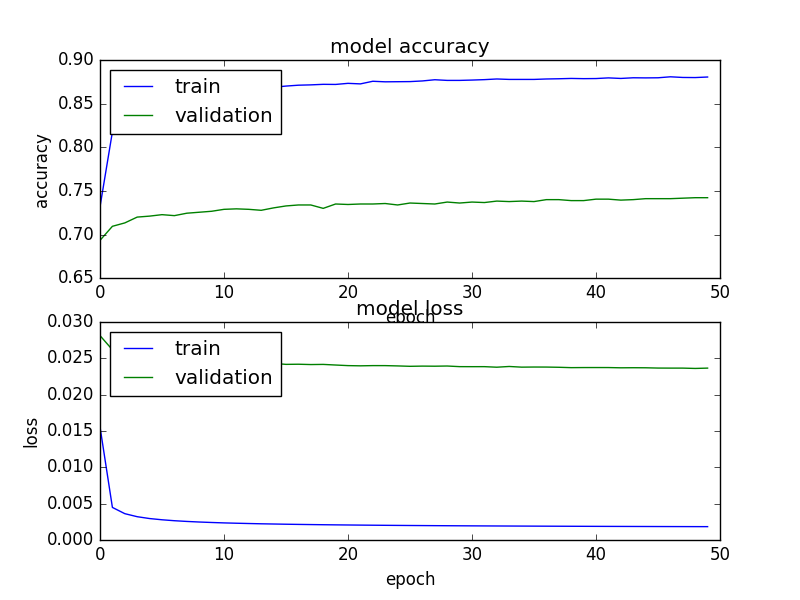 model accuracy
0.90
0.85
0.80
0.75
0.70
0.65
accuracy
train
validation
0 10 20 30 40 50
epoch
model loss
0.030
0.025
0.020
0.015
0.010
0.005
0.000
loss
train
validation
0 10 20 30 40 50
epoch